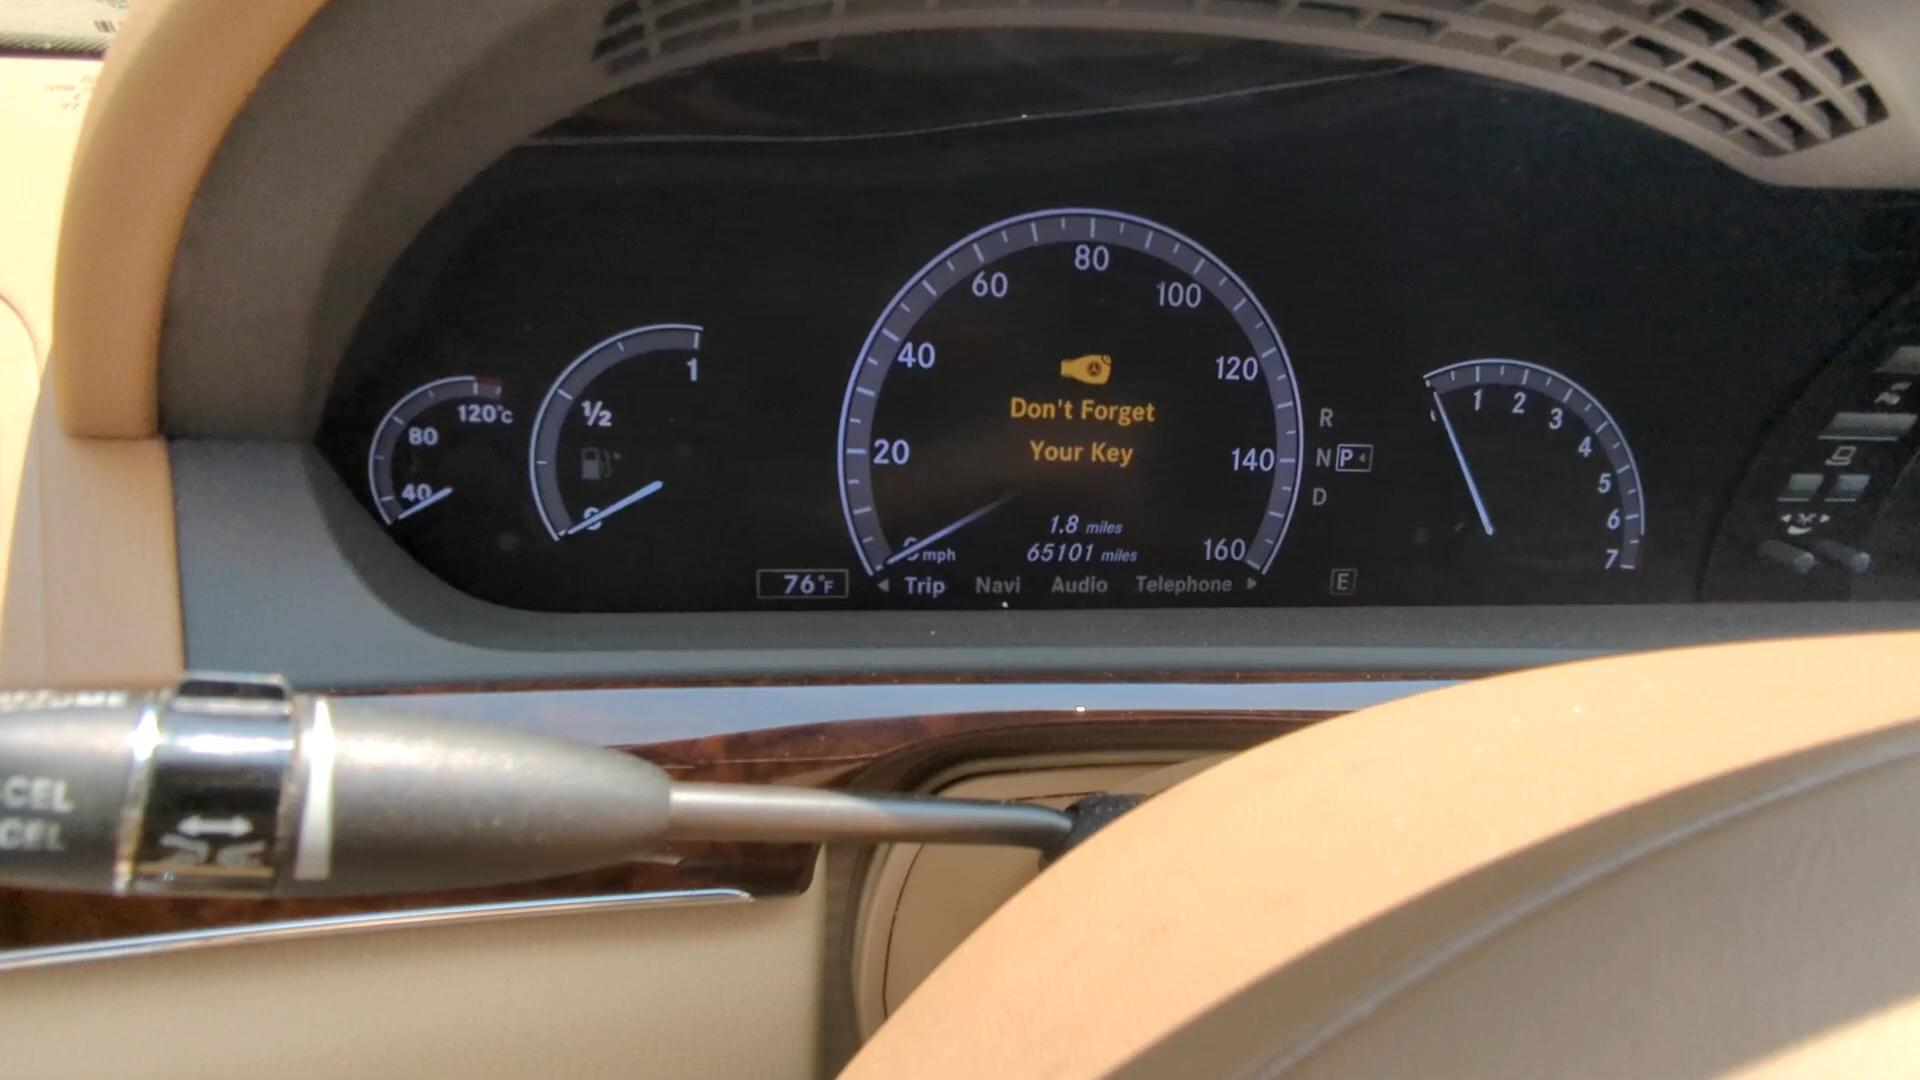 80
60
100
40
120
1
120°C
80
½
Don't Forget
Your Key
20
140
R
N P
D
40
1.8 miles
65101 miles
mph
160
76°F
Trip Navi Audio Telephone
E
1
2
3
4
5
6
7
CEL
CEL